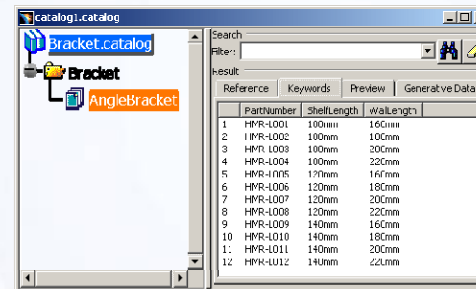 catalog1.catalog
Bracket.catalog
Bracket
AngleBracket
Search
Filter:
Result
Reference Keywords Preview Generative Data
PartNumber ShelfLength WallLength
1 HMR-L001 100mm 160mm
2 HMR-L002 100mm
3 HMR-L003 100mm 200mm
4 HMR-L004 100mm 220mm
5 HMR-L005 120mm 160mm
6 HMR-L006 120mm 180mm
7 HMR-L007 120mm 200mm
8 HMR-L008 120mm 220mm
9 HMR-L009 140mm 160mm
10 HMR-L010 140mm 180mm
11 HMR-L011 140mm 200mm
12 HMR-L012 140mm 220mm